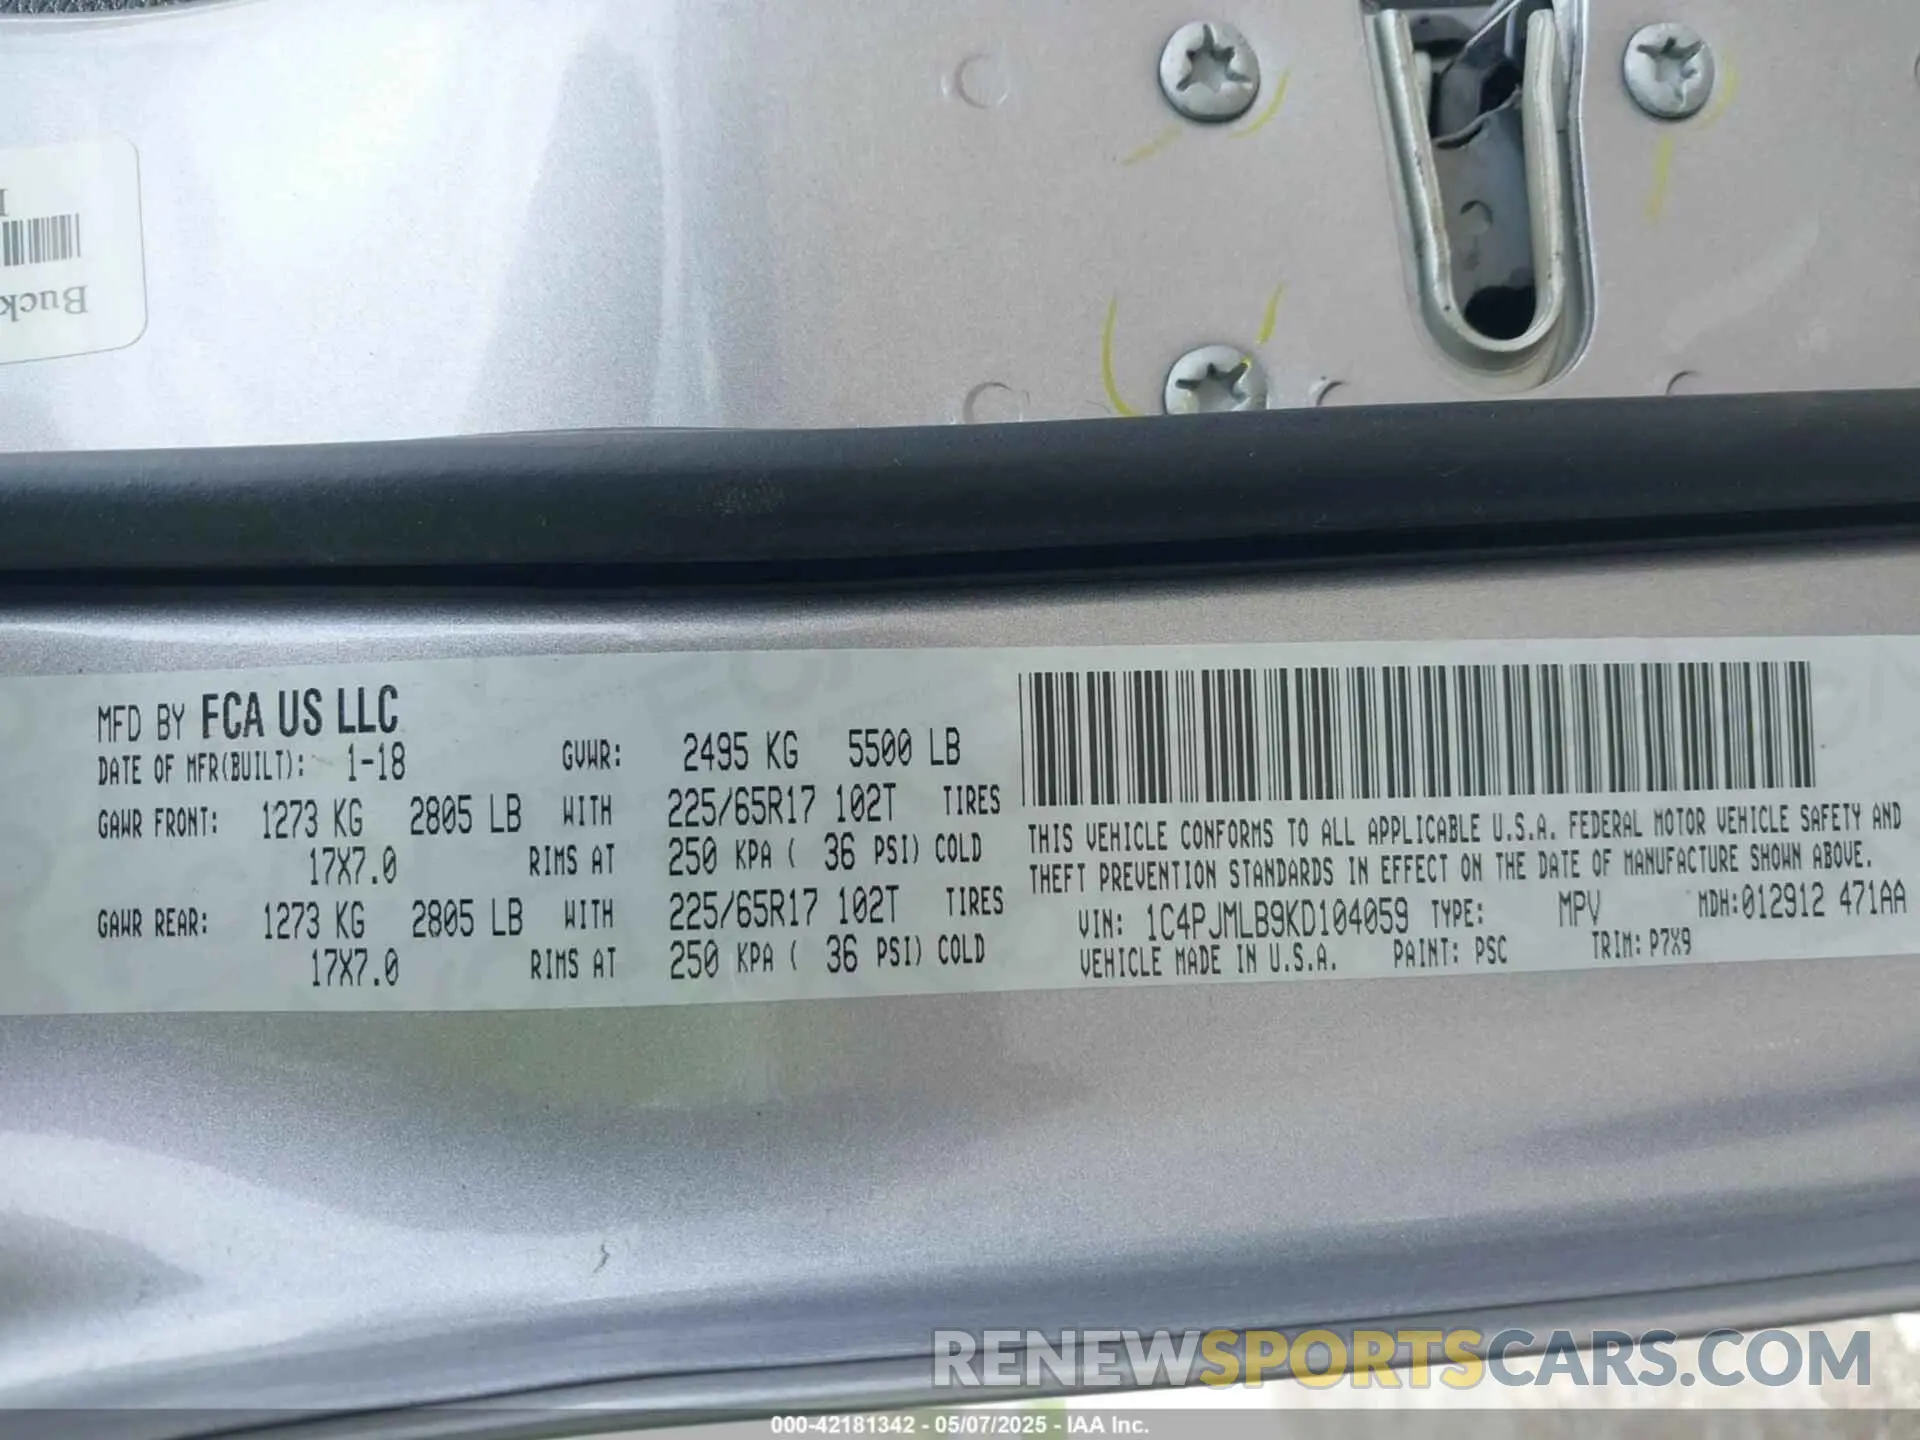 Buck
MFD BY FCA US LLC
DATE OF MFR(BUILT): 1-18 GVWR: 2495 KG 5500 LB
GAWR FRONT: 1273 KG 2805 LB WITH 225/65R17 102T TIRES
17X7.0 RIMS AT 250 KPA ( 36 PSI) COLD
GAWR REAR: 1273 KG 2805 LB WITH 225/65R17 102T TIRES
17X7.0 RIMS AT 250 KPA ( 36 PSI) COLD
THIS VEHICLE CONFORMS TO ALL APPLICABLE U.S.A. FEDERAL MOTOR VEHICLE SAFETY AND
THEFT PREVENTION STANDARDS IN EFFECT ON THE DATE OF MANUFACTURE SHOWN ABOVE.
VIN: 1C4PJMLB9KD104059 TYPE: MPV MDH:012912 471AA
VEHICLE MADE IN U.S.A. PAINT: PSC TRIM: P7X9
RENEWSPORTSCARS.COM
000-42181342 - 05/07/2025 - IAA Inc.